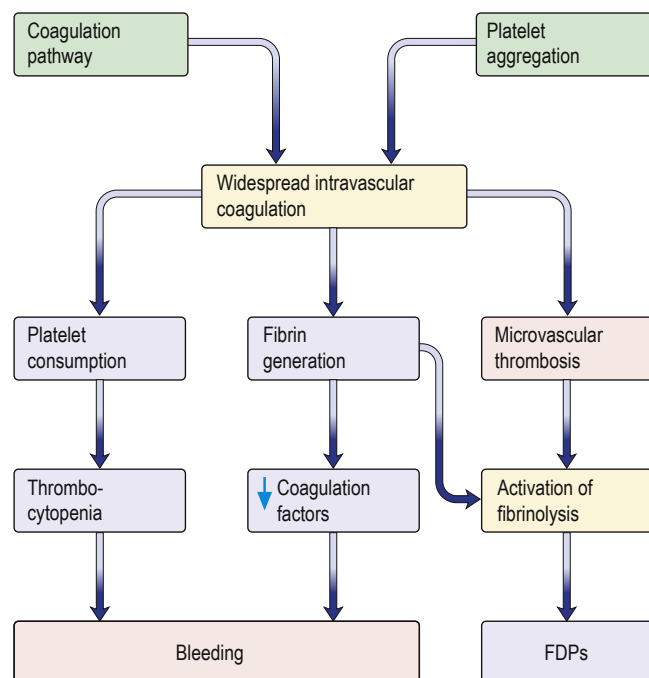 Coagulation
pathway
Platelet
aggregation
Widespread intravascular
coagulation
Platelet
consumption
Fibrin
generation
Microvascular
thrombosis
Thrombo-
cytopenia
Coagulation
factors
Activation of
fibrinolysis
Bleeding
FDPs